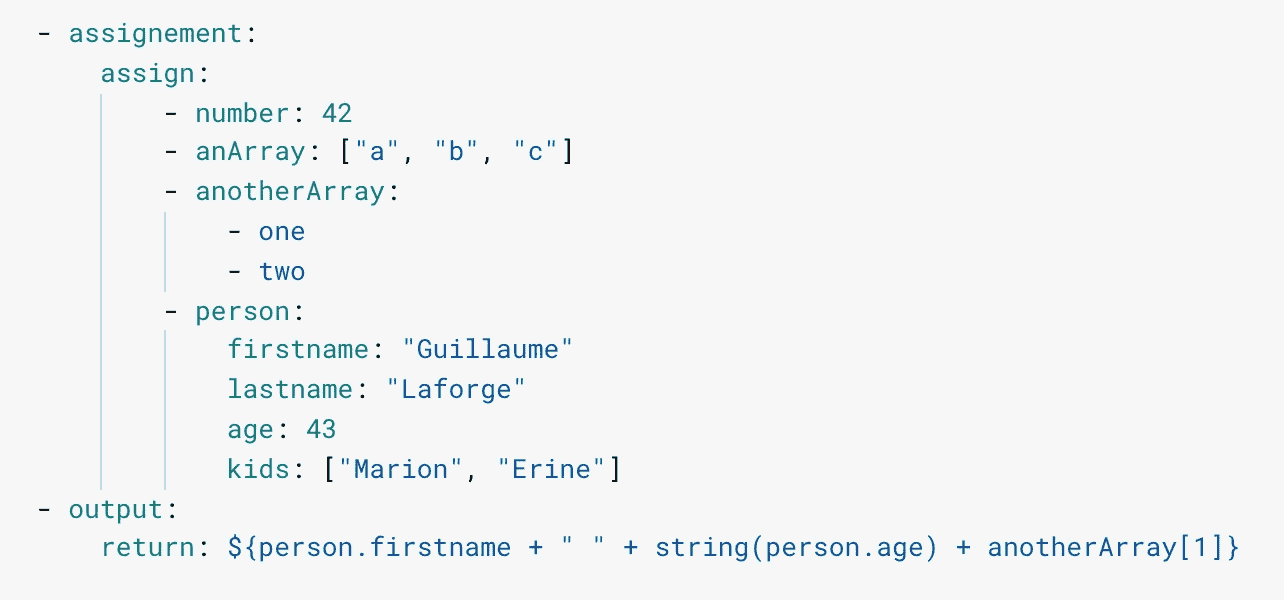 - assignement:
    assign:
        - number: 42
        - anArray: ["a", "b", "c"]
        - anotherArray:
            - one
            - two
        - person:
            firstname: "Guillaume"
            lastname: "Laforge"
            age: 43
            kids: ["Marion", "Erine"]
- output:
    return: ${person.firstname + " " + string(person.age) + anotherArray[1]}